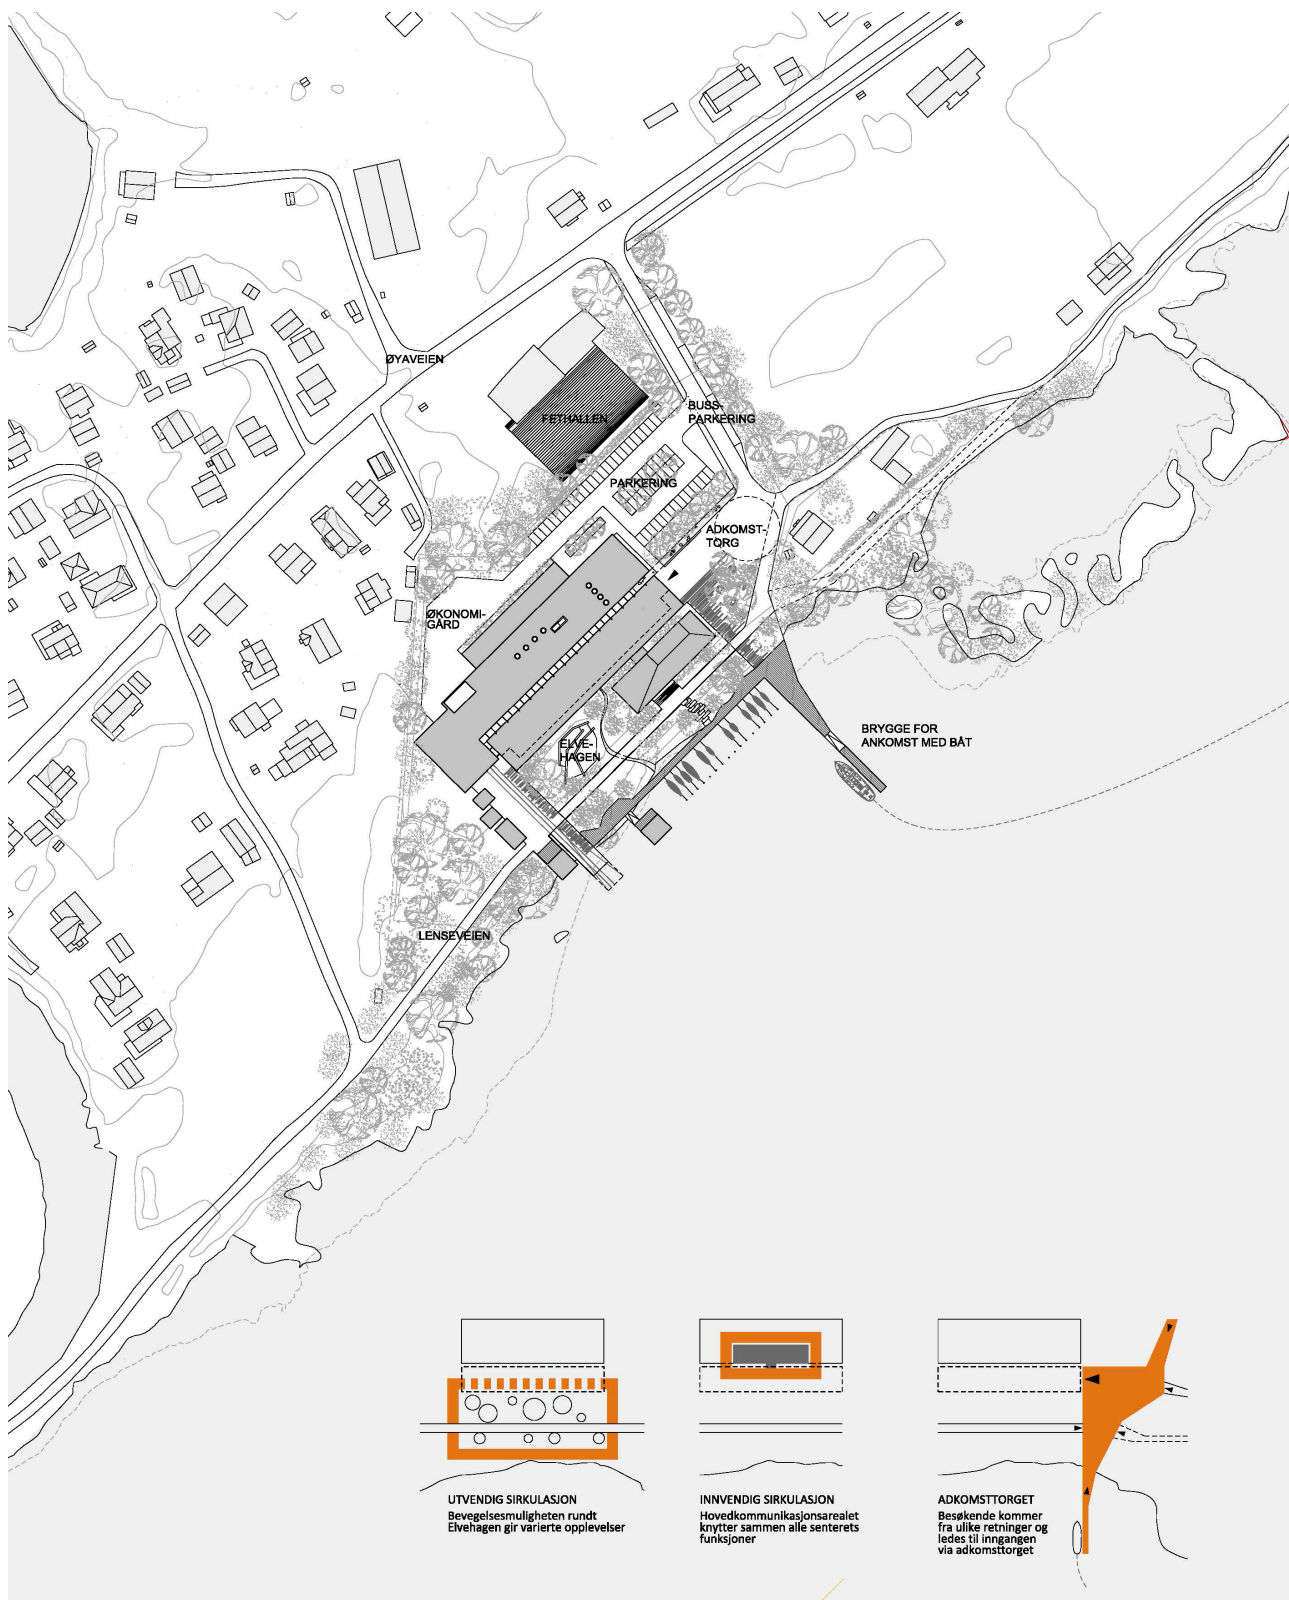 ØYAVEIEN
FETHALLEN
BUSS-
PARKERING
PARKERING
ADKOMST-
TORG
ØKONOMI-
GÅRD
ELVE-
HAGEN
BRYGGE FOR
ANKOMST MED BÅT
LENSEVEIEN
UTVENDIG SIRKULASJON
Bevegelsesmuligheten rundt
Elvehagen gir varierte opplevelser
INNVENDIG SIRKULASJON
Hovedkommunikasjonsarealet
knytter sammen alle senterets
funksjoner
ADKOMSTTORGET
Besøkende kommer
fra ulike retninger og
ledes til inngangen
via adkomsttorget